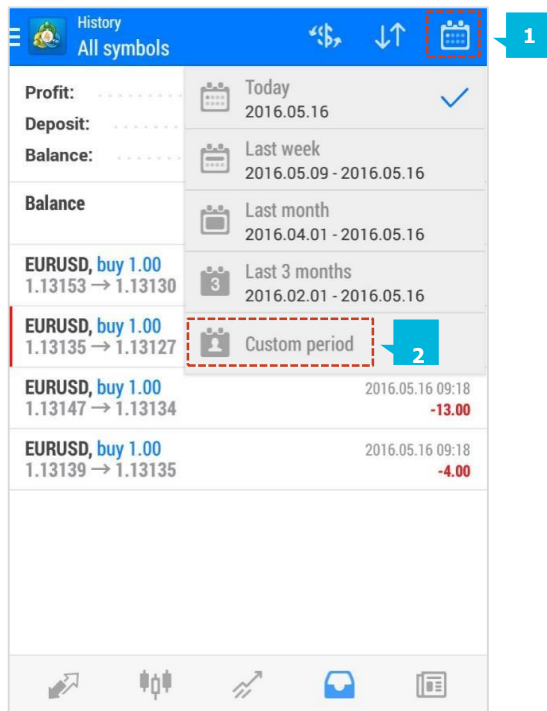 History
All symbols
1
Profit:
Deposit:
Balance:
Today
2016.05.16
Last week
2016.05.09 - 2016.05.16
Last month
2016.04.01 - 2016.05.16
3
Last 3 months
2016.02.01 - 2016.05.16
Custom period
2
Balance
EURUSD, buy 1.00
1.13153 → 1.13130
EURUSD, buy 1.00
1.13135 → 1.13127
EURUSD, buy 1.00 2016.05.16 09:18
1.13147 → 1.13134 -13.00
EURUSD, buy 1.00 2016.05.16 09:18
1.13139 → 1.13135 -4.00